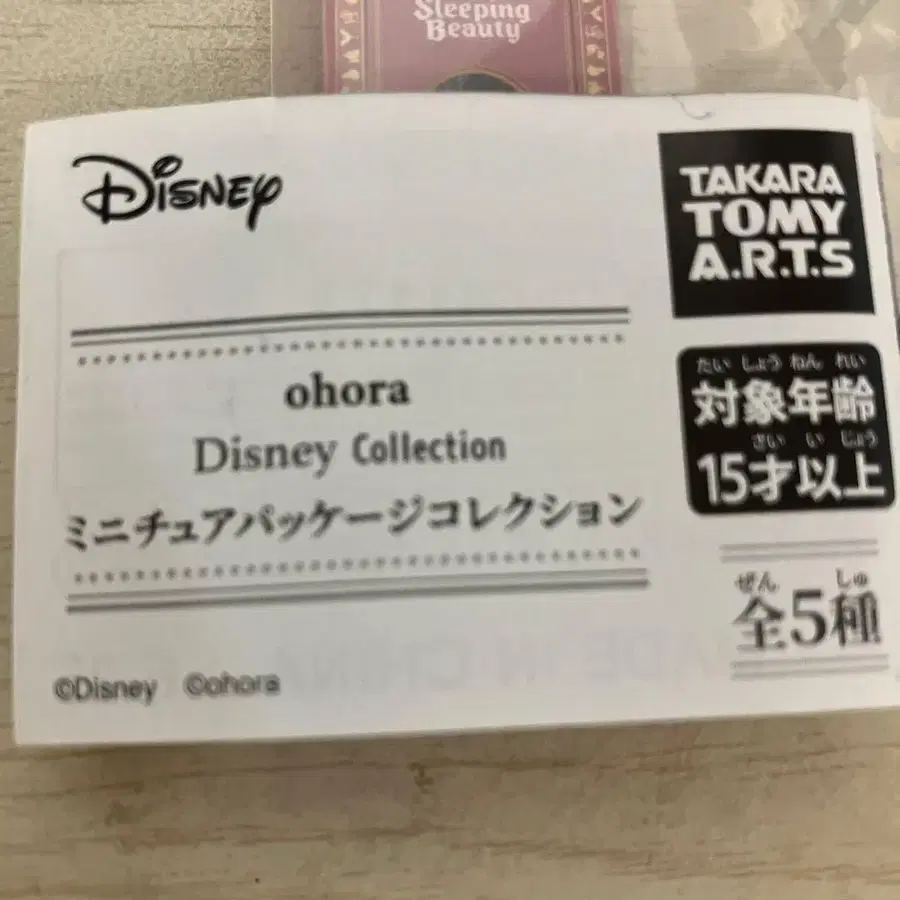 Sleeping
Beauty
Disney
TAKARA
TOMY
A.R.T.S
たい しょう ねん れい
対象年齢
さい い じょう
15才以上
ohora
Disney Collection
ミニチュアパッケージコレクション
ぜん しゅ
全5種
©Disney ©ohora
MADE IN CHINA